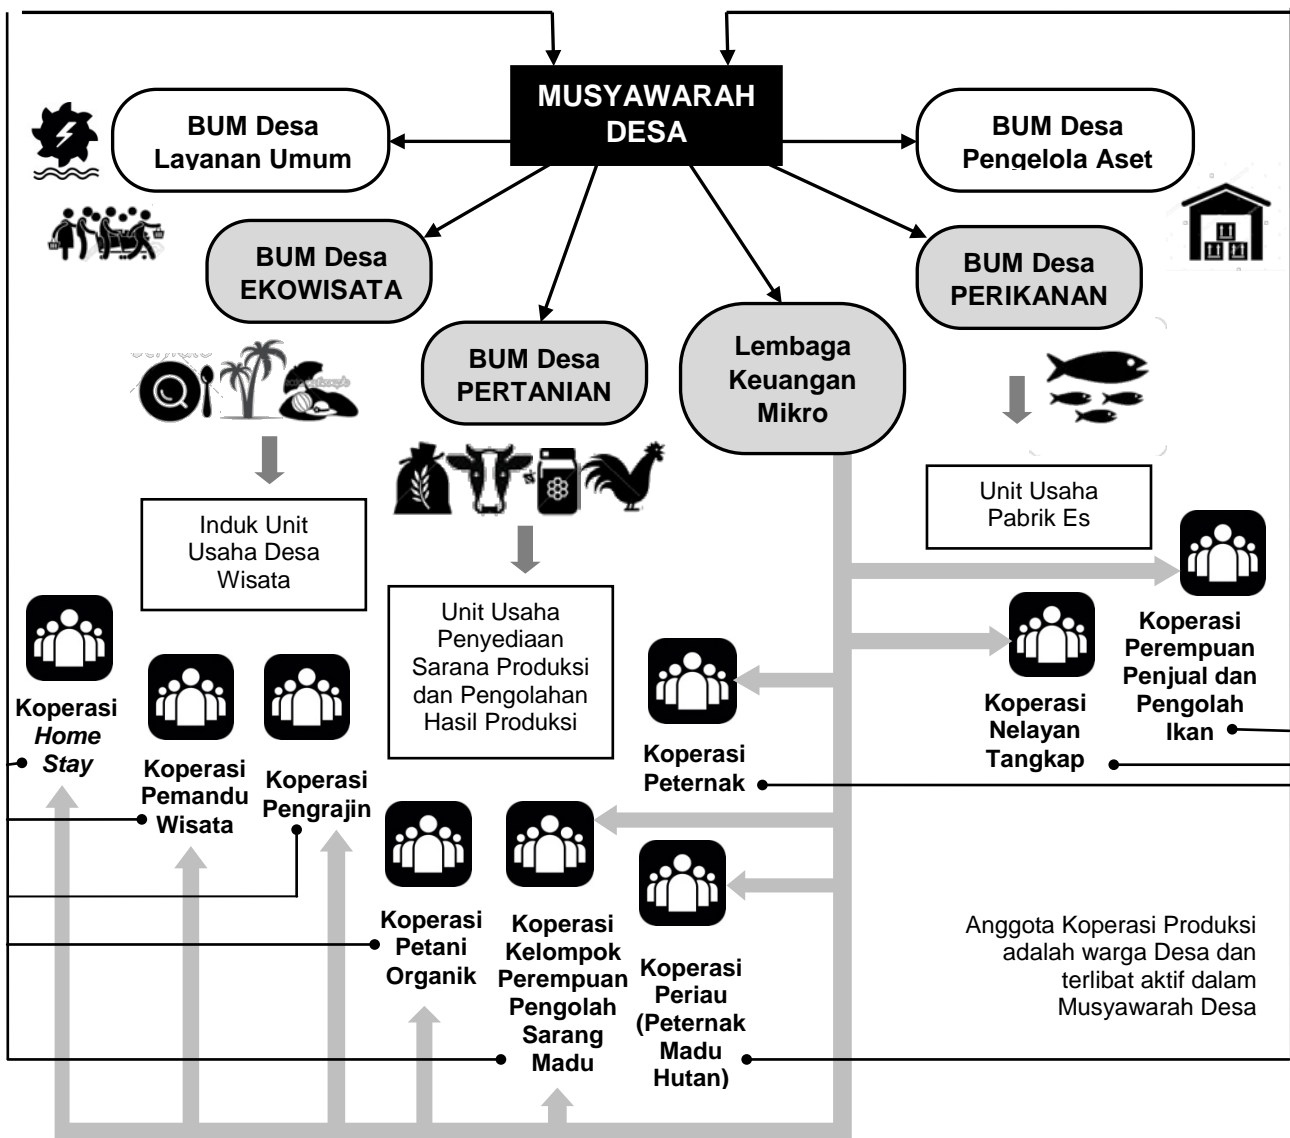 MUSYAWARAH
DESA
BUM Desa
Layanan Umum
BUM Desa
Pengelola Aset
BUM Desa
EKOWISATA
BUM Desa
PERIKANAN
BUM Desa
PERTANIAN
Lembaga
Keuangan
Mikro
Induk Unit
Usaha Desa
Wisata
Unit Usaha
Penyediaan
Sarana Produksi
dan Pengolahan
Hasil Produksi
Unit Usaha
Pabrik Es
Koperasi
Home
Stay
Koperasi
Pemandu
Wisata
Koperasi
Pengrajin
Koperasi
Peternak
Koperasi
Nelayan
Tangkap
Koperasi
Perempuan
Penjual dan
Pengolah
Ikan
Koperasi
Petani
Organik
Koperasi
Kelompok
Perempuan
Pengolah
Sarang
Madu
Koperasi
Periau
(Peternak
Madu
Hutan)
Anggota Koperasi Produksi
adalah warga Desa dan
terlibat aktif dalam
Musyawarah Desa